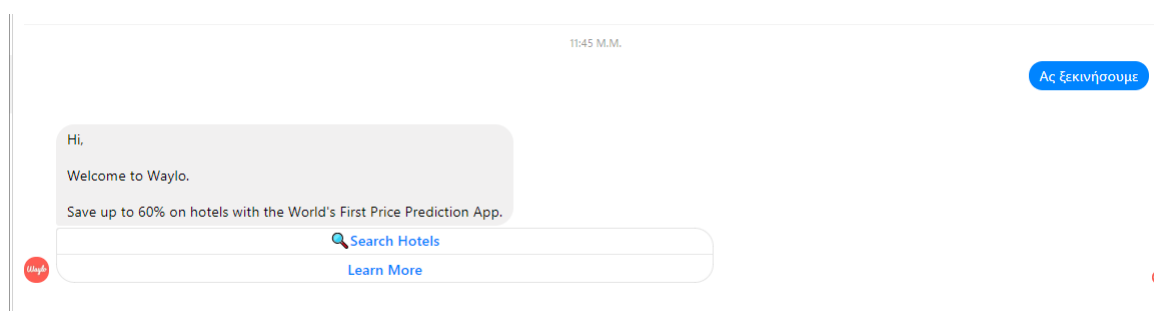 11:45 Μ.Μ.
Ας ξεκινήσουμε
Hi,
Welcome to Waylo.
Save up to 60% on hotels with the World's First Price Prediction App.
Search Hotels
Learn More
Waylo